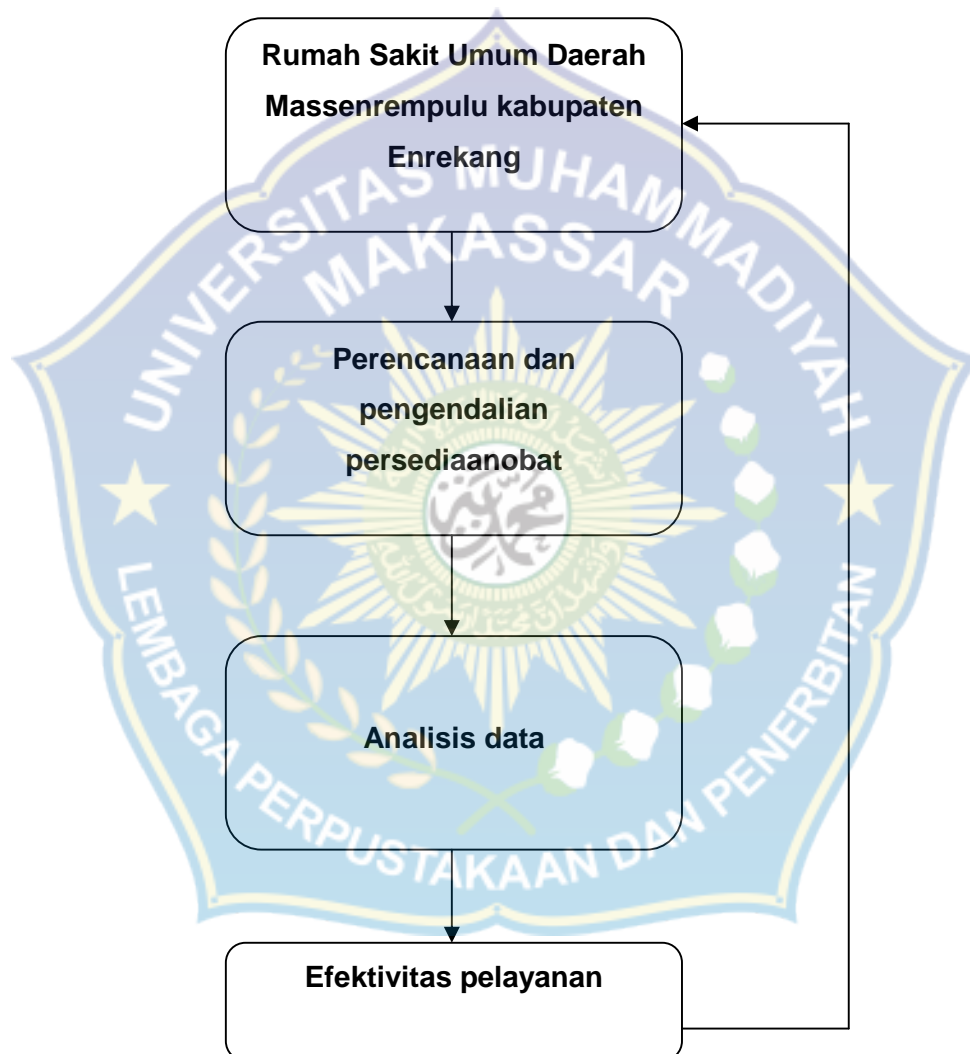 Rumah Sakit Umum Daerah
Massenrempulu kabupaten
Enrekang
UNIVERSITAS MUHAMMADIYAH
MAKASSAR
Perencanaan dan
pengendalian
persediaanobat
Analisis data
LEMBAGA PERPUSTAKAAN DAN PENERBITAN
Efektivitas pelayanan